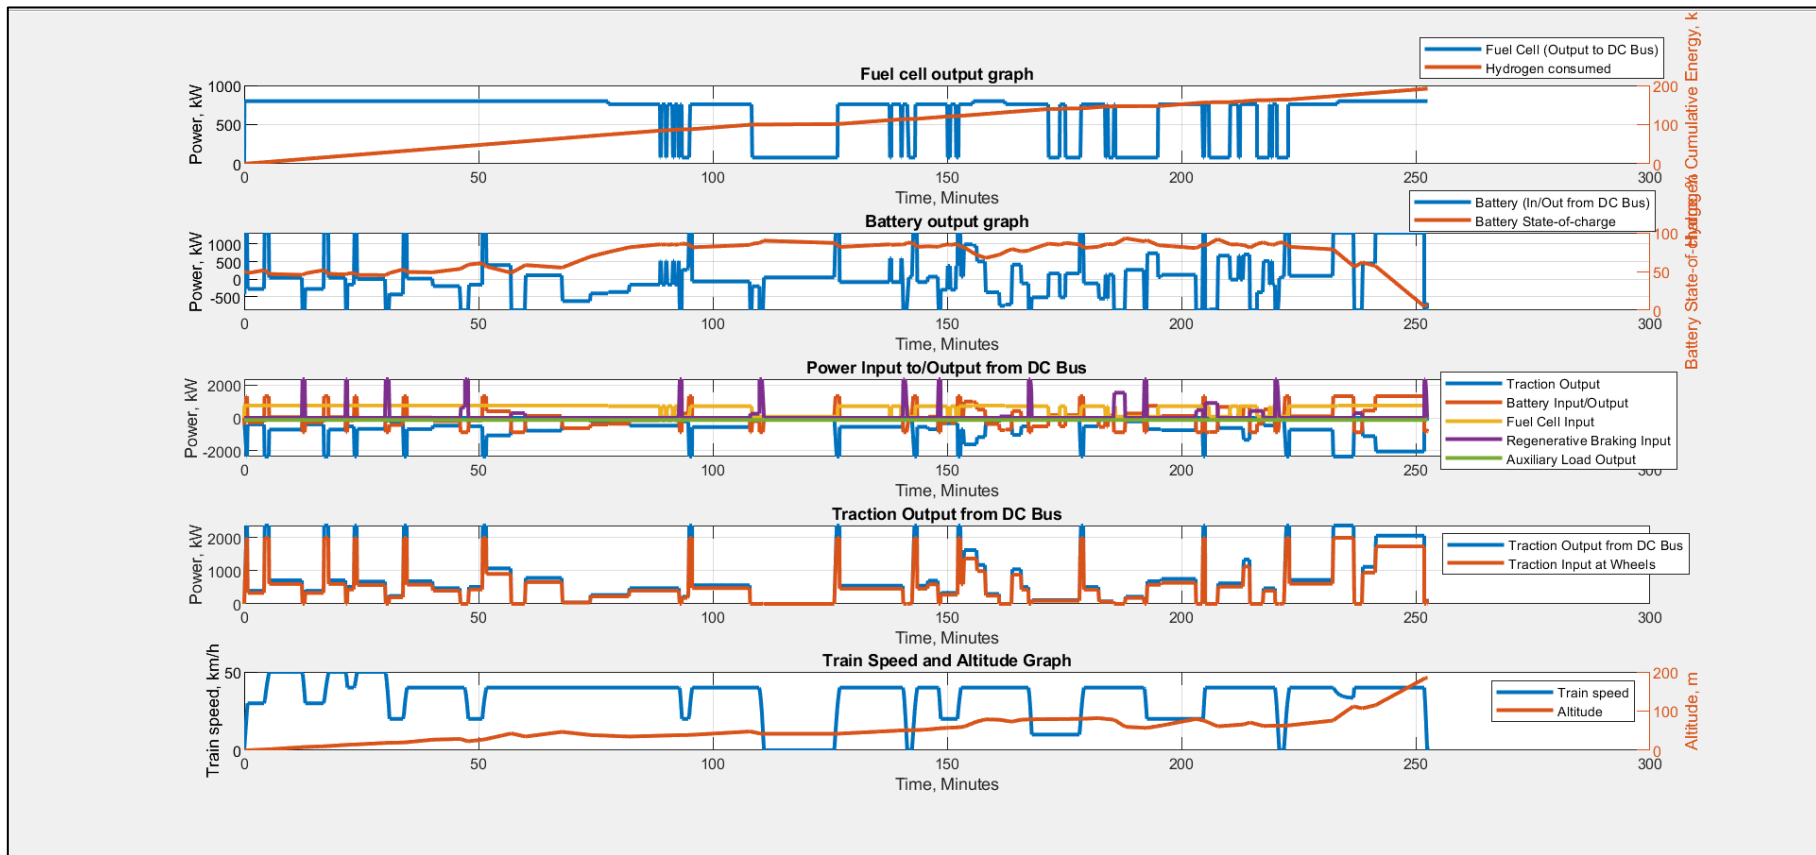 Fuel cell output graph
Fuel Cell (Output to DC Bus)
Hydrogen consumed
Power, kW
1000
500
0
200
100
0
0 50 100 150 200 250 300
Time, Minutes
Cumulative Energy, k
Battery output graph
Battery (In/Out from DC Bus)
Battery State-of-charge
Power, kW
1000
500
0
-500
100
50
0
0 50 100 150 200 250 300
Time, Minutes
Battery State-of-charge, %
Power Input to/Output from DC Bus
Traction Output
Battery Input/Output
Fuel Cell Input
Regenerative Braking Input
Auxiliary Load Output
Power, kW
2000
0
-2000
0 50 100 150 200 250 300
Time, Minutes
Traction Output from DC Bus
Traction Output from DC Bus
Traction Input at Wheels
Power, kW
2000
1000
0
0 50 100 150 200 250 300
Time, Minutes
Train Speed and Altitude Graph
Train speed
Altitude
Train speed, km/h
50
0
200
100
0
Altitude, m
0 50 100 150 200 250 300
Time, Minutes